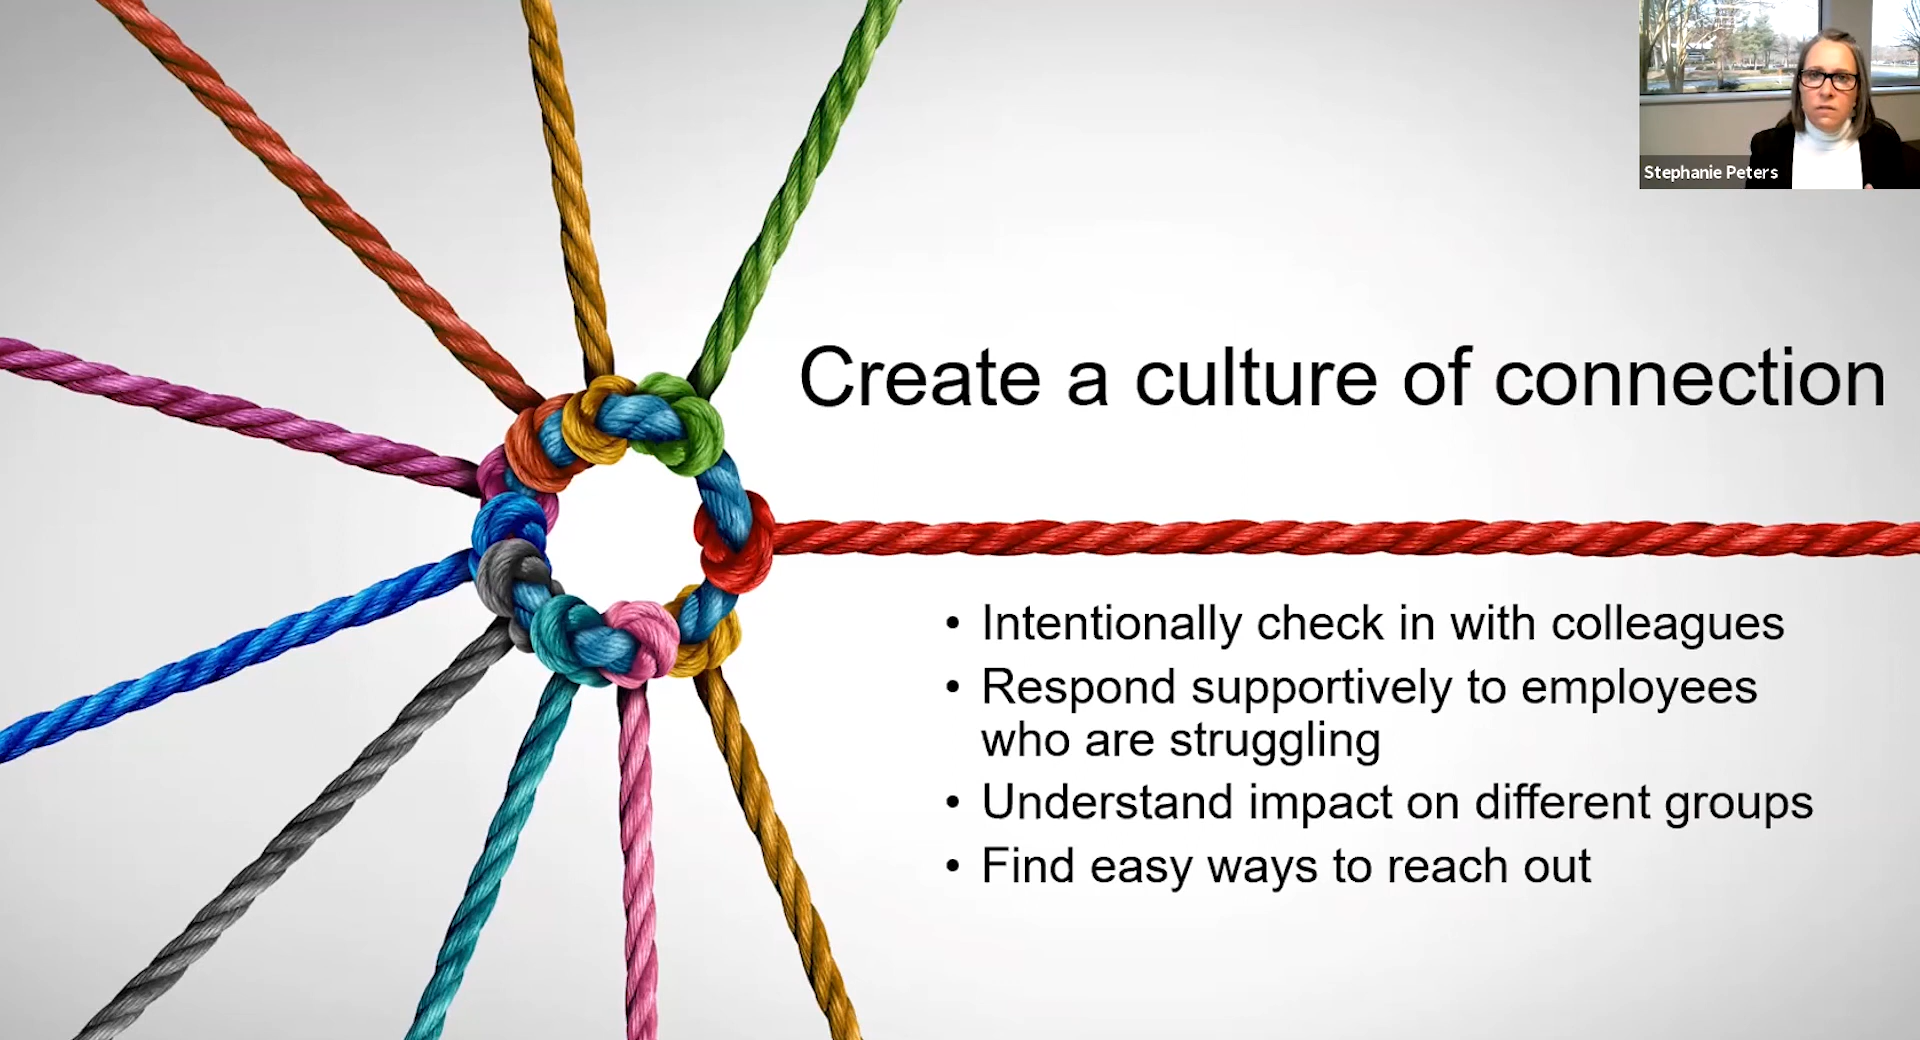 Stephanie Peters
Create a culture of connection
• Intentionally check in with colleagues
• Respond supportively to employees
who are struggling
• Understand impact on different groups
• Find easy ways to reach out